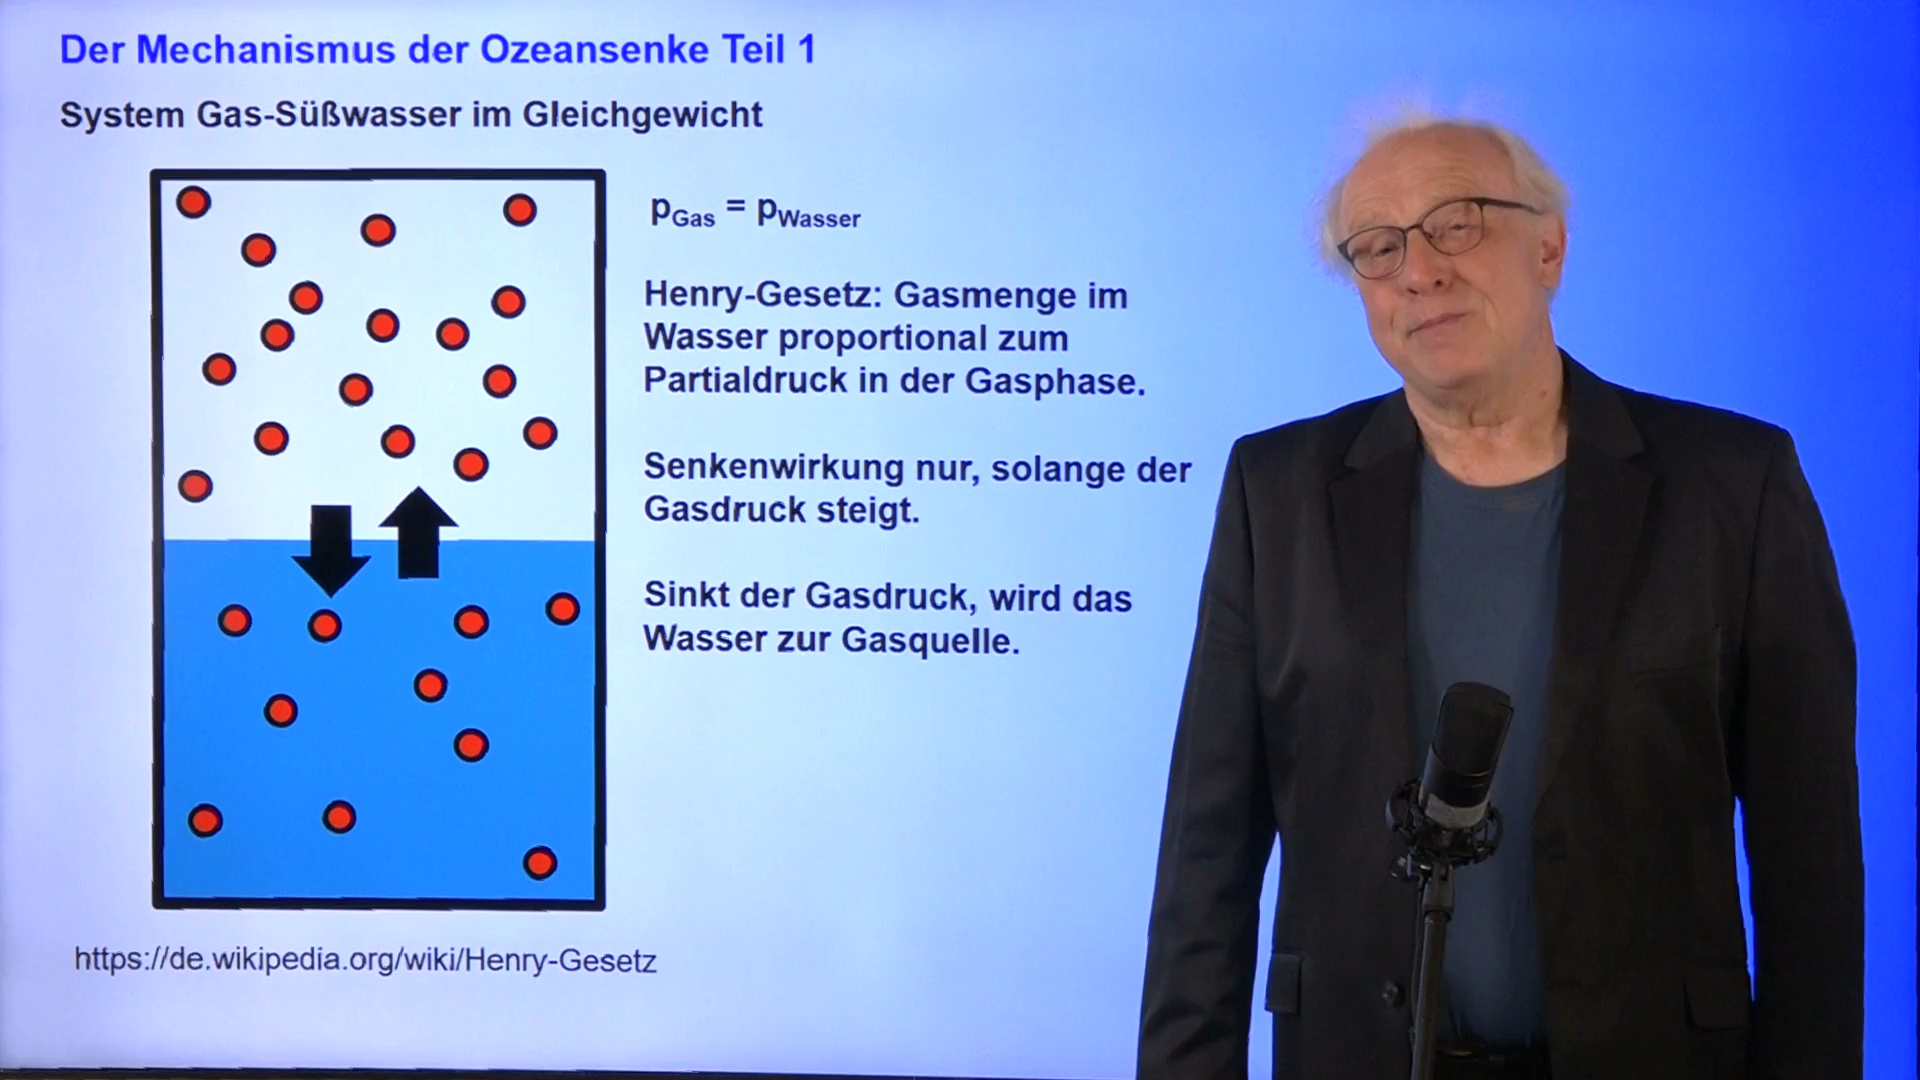 Der Mechanismus der Ozeansenke Teil 1
System Gas-Süßwasser im Gleichgewicht
pGas = pWasser
Henry-Gesetz: Gasmenge im
Wasser proportional zum
Partialdruck in der Gasphase.
Senkenwirkung nur, solange der
Gasdruck steigt.
Sinkt der Gasdruck, wird das
Wasser zur Gasquelle.
https://de.wikipedia.org/wiki/Henry-Gesetz